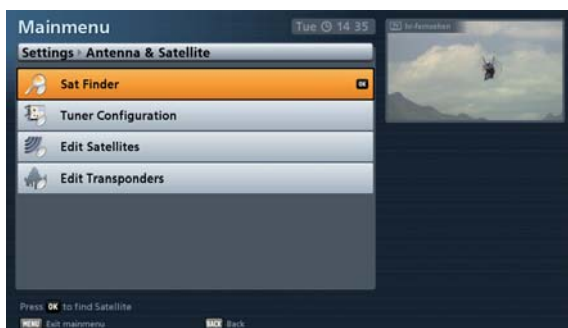 Mainmenu
Tue 14 35
Settings Antenna & Satellite
Sat Finder OK
Tuner Configuration
Edit Satellites
Edit Transponders
Press OK to find Satellite
MENU Exit mainmenu BACK Back